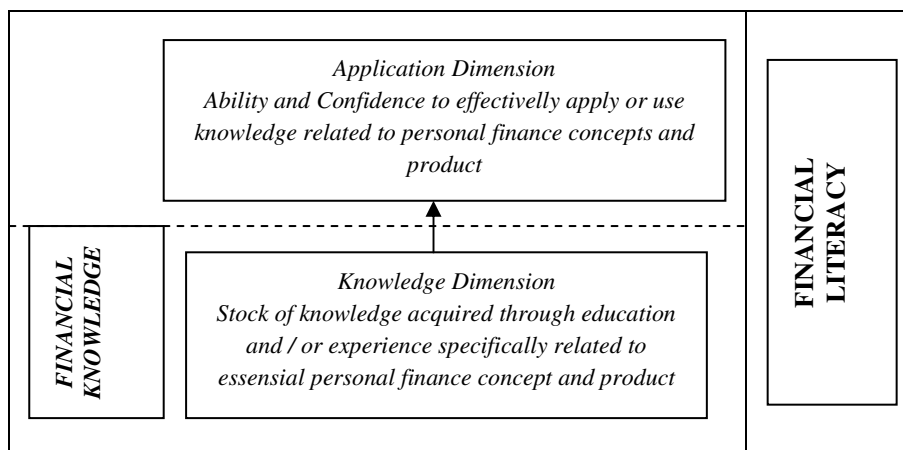 Application Dimension
Ability and Confidence to effectivelly apply or use
knowledge related to personal finance concepts and
product
FINANCIAL
KNOWLEDGE
Knowledge Dimension
Stock of knowledge acquired through education
and / or experience specifically related to
essensial personal finance concept and product
FINANCIAL
LITERACY